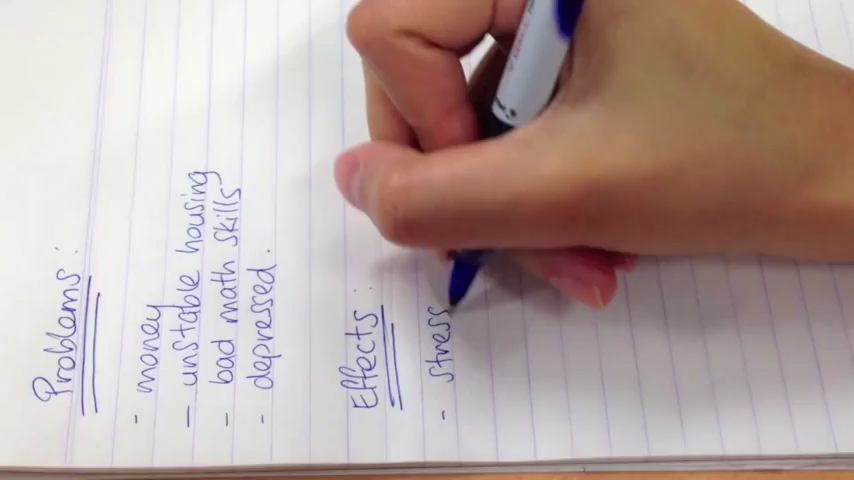 Problems:
- money
- unstable housing
- bad math skills
- depressed.
Effects:
- stress